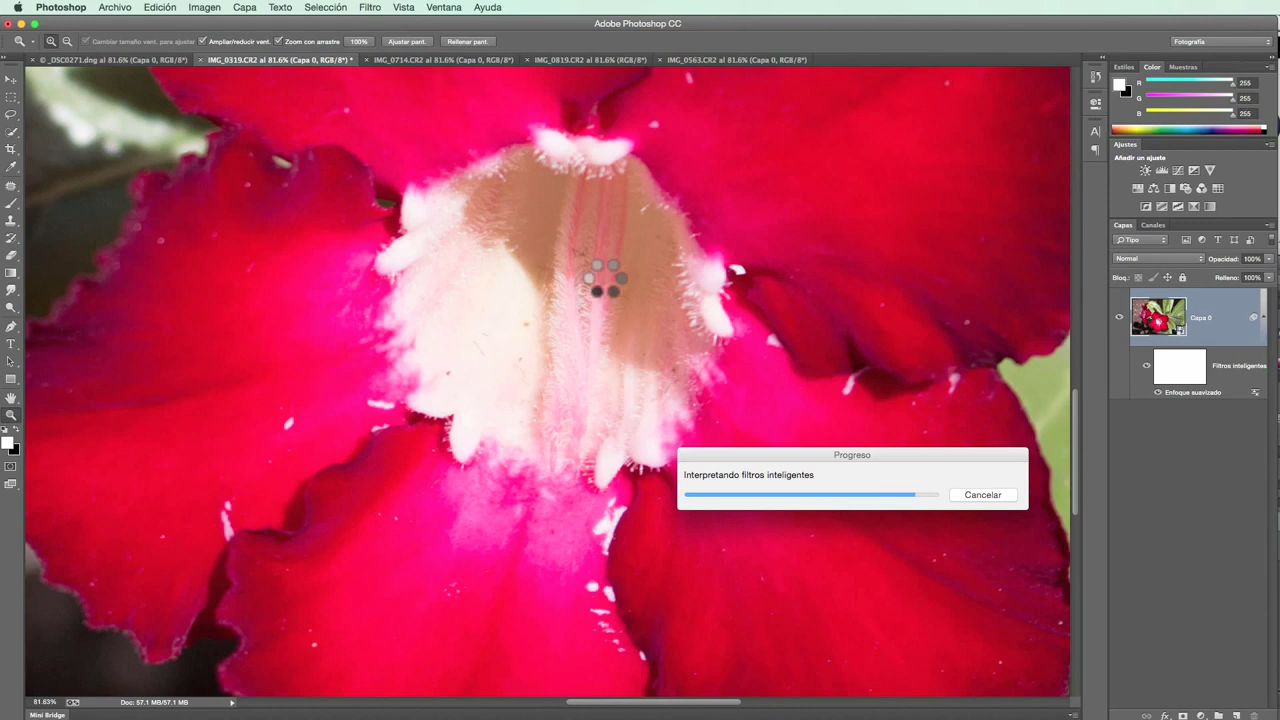 Photoshop Archivo Edición Imagen Capa Texto Selección Filtro Vista Ventana Ayuda
Adobe Photoshop CC
Cambiar tamaño vent. para ajustar Ampliar/reducir vent. Zoom con arrastre 100% Ajustar pant. Rellenar pant. Fotografía
© _DSC0271.dng al 81.6% (Capa 0, RGB/8*) IMG_0319.CR2 al 81.6% (Capa 0, RGB/8*) * IMG_0714.CR2 al 81.6% (Capa 0, RGB/8*) IMG_0819.CR2 al 81.6% (RGB/8*) IMG_0563.CR2 al 81.6% (Capa 0, RGB/8*)
Estilos Color Muestras
R 255
G 255
B 255
Ajustes
Añadir un ajuste
Capas Canales
Tipo
Normal Opacidad: 100%
Bloq.: Relleno: 100%
Capa 0
Filtros inteligentes
Enfoque suavizado
Progreso
Interpretando filtros inteligentes
Cancelar
81.63% Doc: 57.1 MB/57.1 MB
Mini Bridge